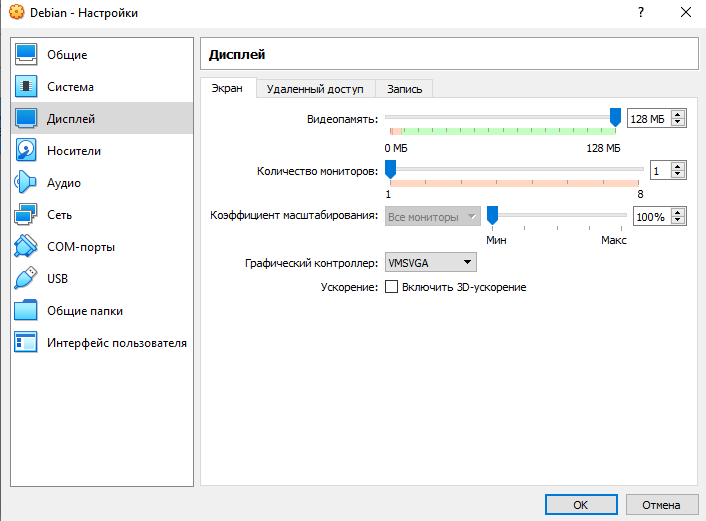 Debian - Настройки
Общие
Система
Дисплей
Носители
Аудио
Сеть
COM-порты
USB
Общие папки
Интерфейс пользователя
Дисплей
Экран Удаленный доступ Запись
Видеопамять: 128 МБ
0 МБ 128 МБ
Количество мониторов: 1
1 8
Коэффициент масштабирования: Все мониторы 100%
Мин Макс
Графический контроллер: VMSVGA
Ускорение: Включить 3D-ускорение
OK Отмена